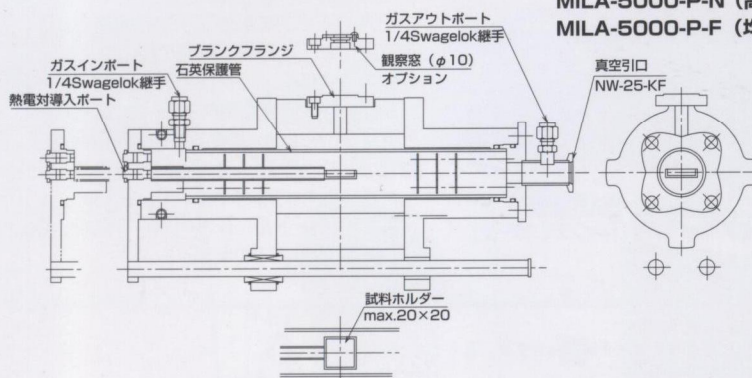 MILA-5000-P-N（
MILA-5000-P-F（
ガスアウトポート
1/4Swagelok継手
ブランクフランジ
石英保護管
観察窓（φ10）
オプション
ガスインポート
1/4Swagelok継手
熱電対導入ポート
真空引口
NW-25-KF
試料ホルダー
max.20×20